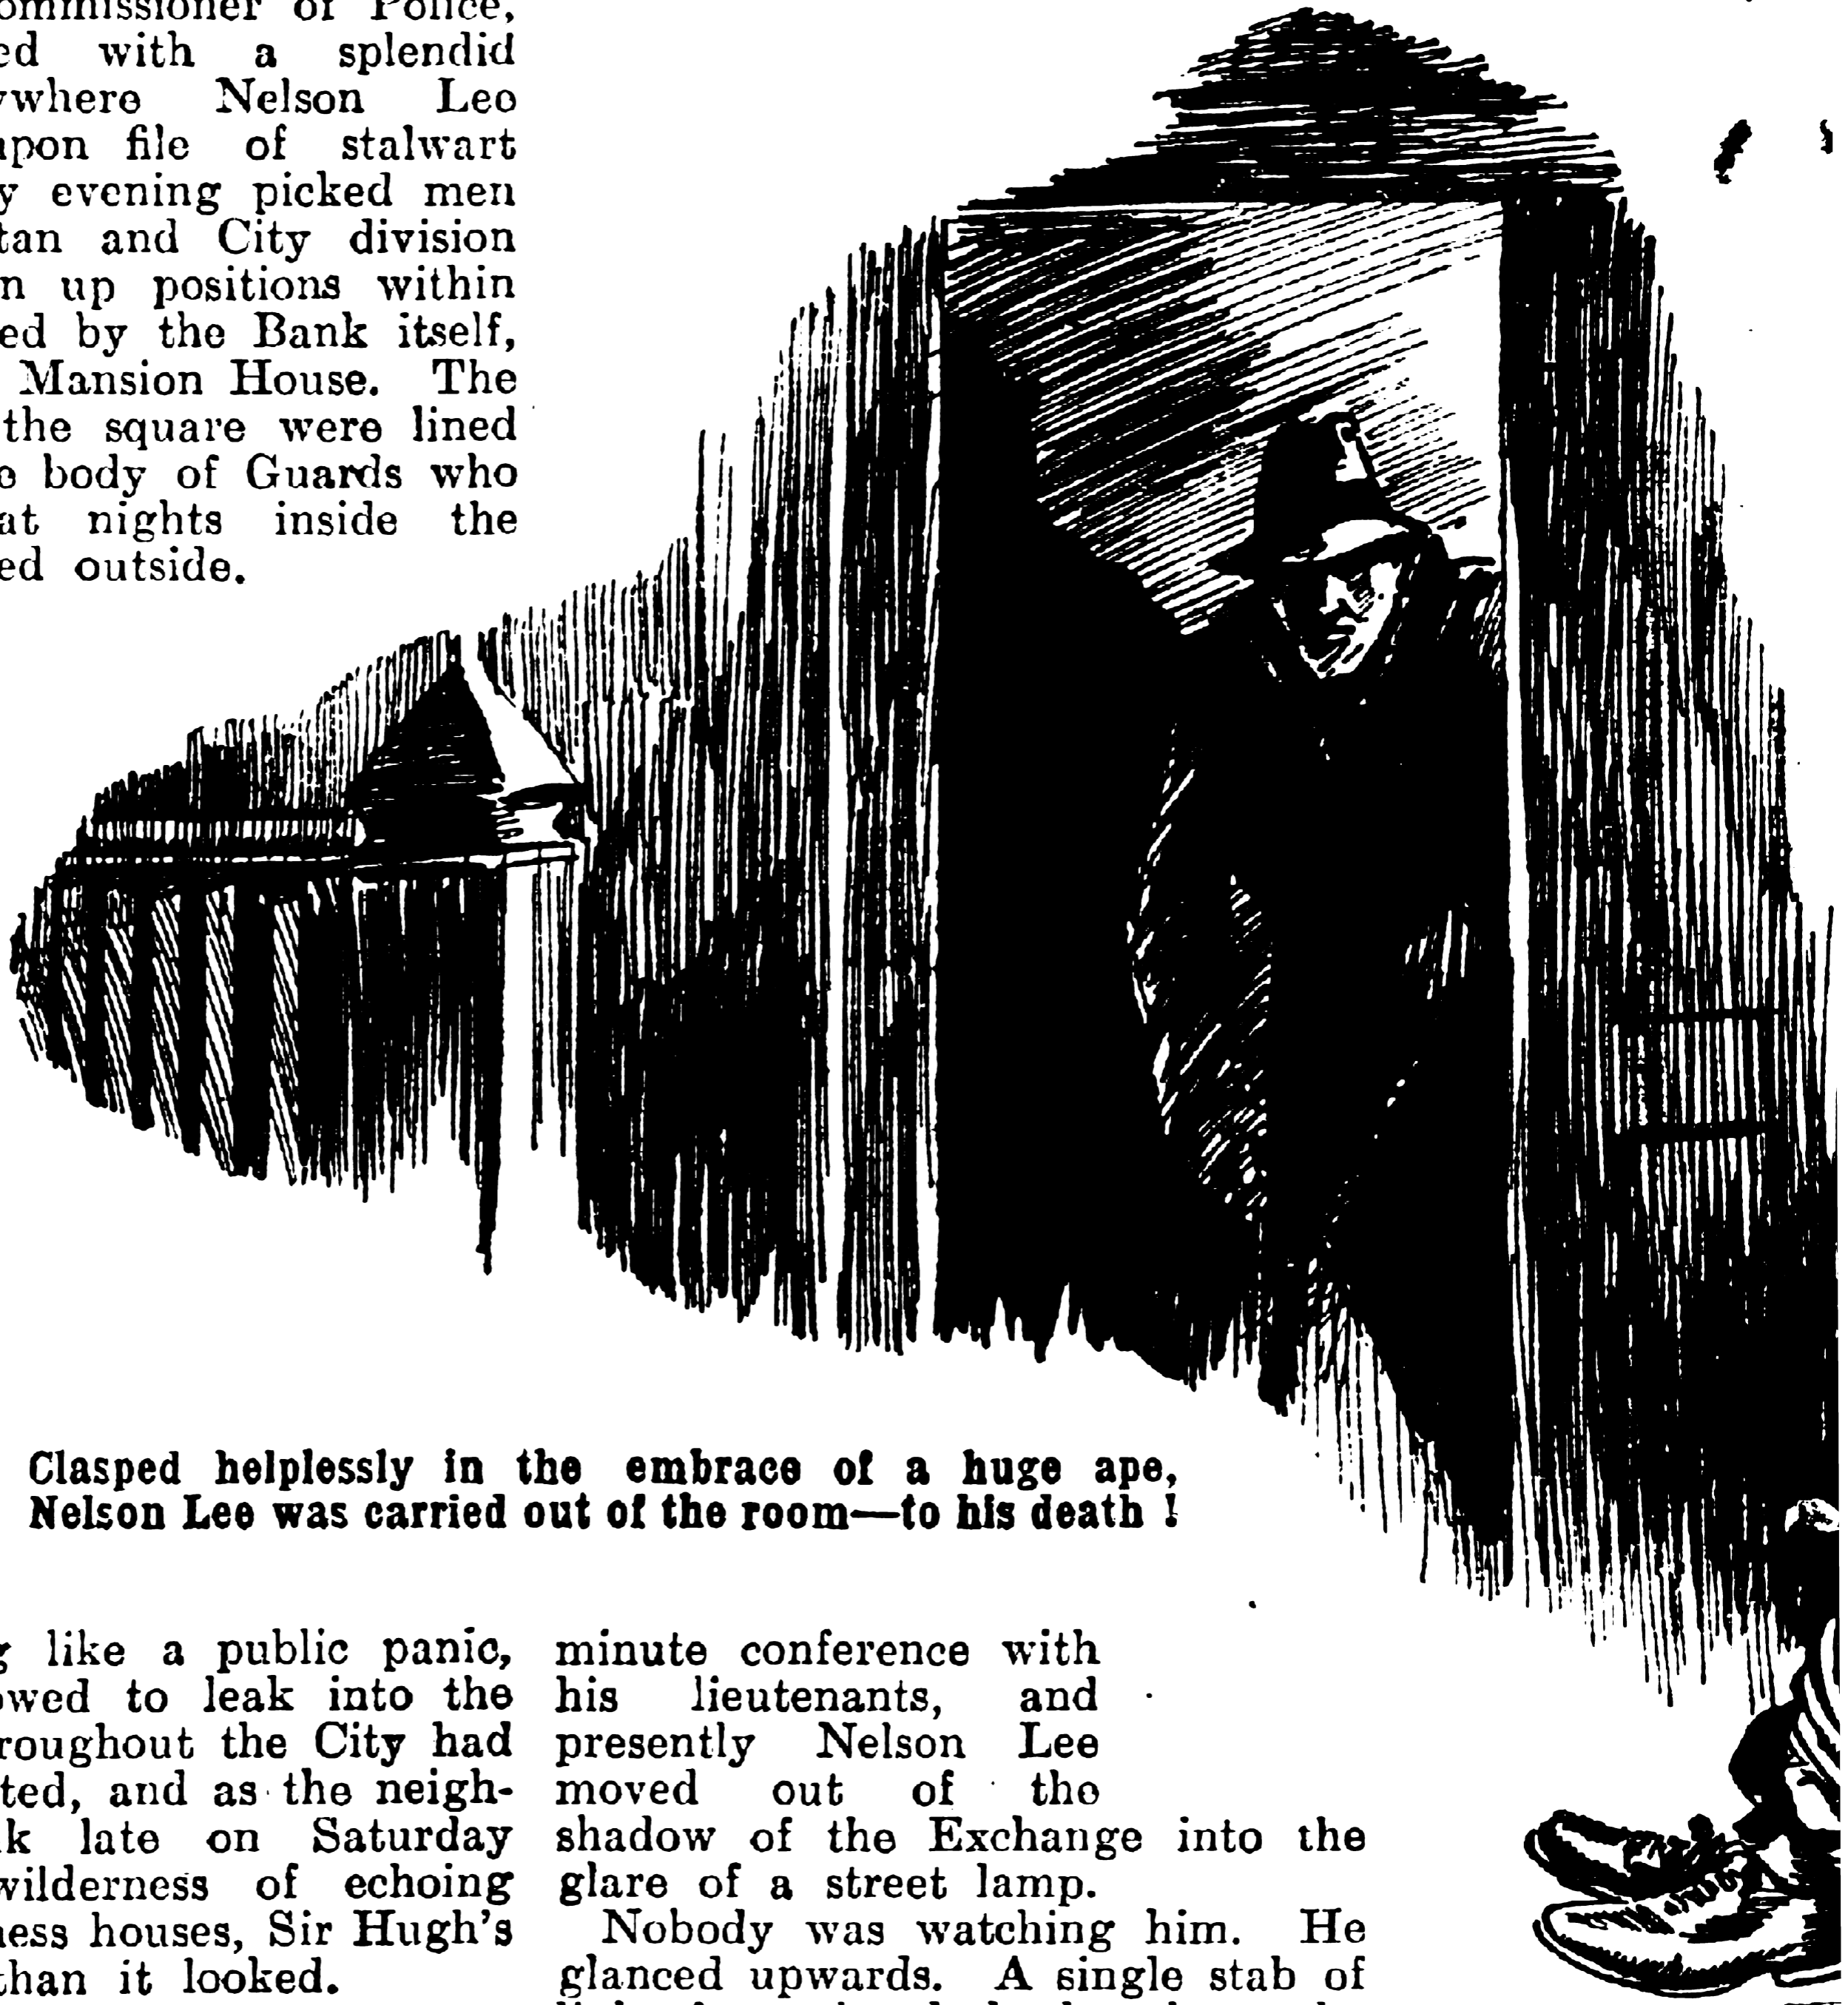 ommissioner of Police,
ed with a splendid
ywhere Nelson Lee
upon file of stalwart
y evening picked men
tan and City division
n up positions within
ed by the Bank itself,
Mansion House. The
the square were lined
e body of Guards who
at nights inside the
ed outside.
Clasped helplessly in the embrace of a huge ape,
Nelson Lee was carried out of the room—to his death !
g like a public panic,
owed to leak into the
roughout the City had
ted, and as the neigh-
k late on Saturday
wilderness of echoing
ness houses, Sir Hugh's
than it looked.
minute conference with
his lieutenants, and
presently Nelson Lee
moved out of the
shadow of the Exchange into the
glare of a street lamp.
Nobody was watching him. He
glanced upwards. A single stab of